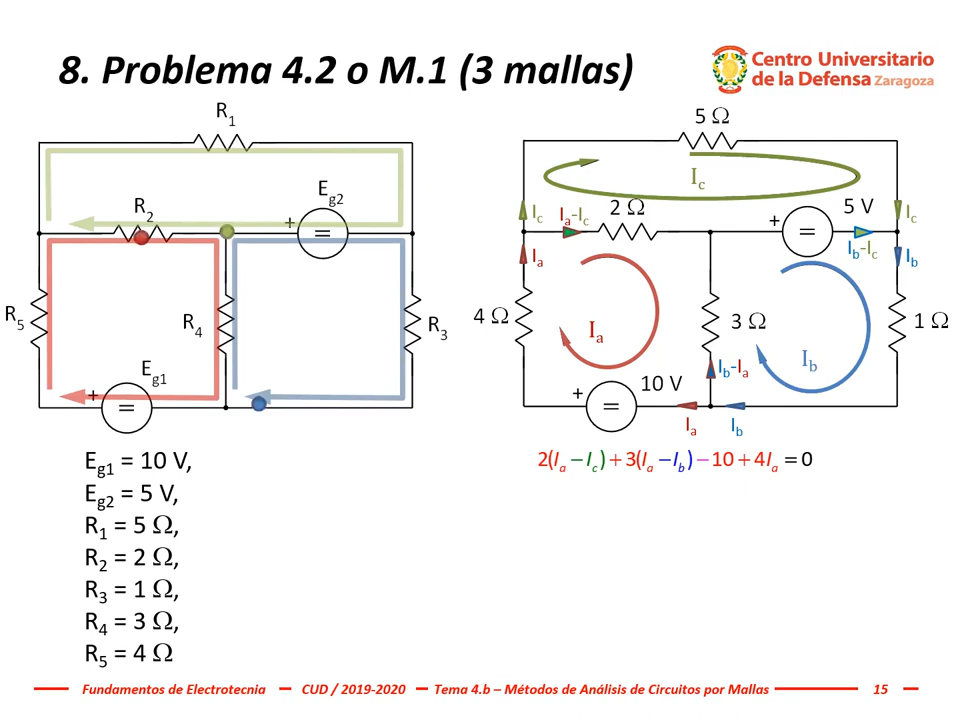 8. Problema 4.2 o M.1 (3 mallas)
Centro Universitario
de la Defensa Zaragoza
R1
R2
Eg2
+
=
R5
R4
R3
Eg1
+
=
5 Ω
Ic
Ic
Ia-Ic
2 Ω
+
=
5 V
Ic
Ib-Ic
Ia
Ib
4 Ω
Ia
3 Ω
Ib
1 Ω
Ib-Ia
10 V
+
=
Ia
Ib
2(Ia − Ic) + 3(Ia − Ib) − 10 + 4Ia = 0
Eg1 = 10 V,
Eg2 = 5 V,
R1 = 5 Ω,
R2 = 2 Ω,
R3 = 1 Ω,
R4 = 3 Ω,
R5 = 4 Ω
Fundamentos de Electrotecnia — CUD / 2019-2020 — Tema 4.b – Métodos de Análisis de Circuitos por Mallas 15